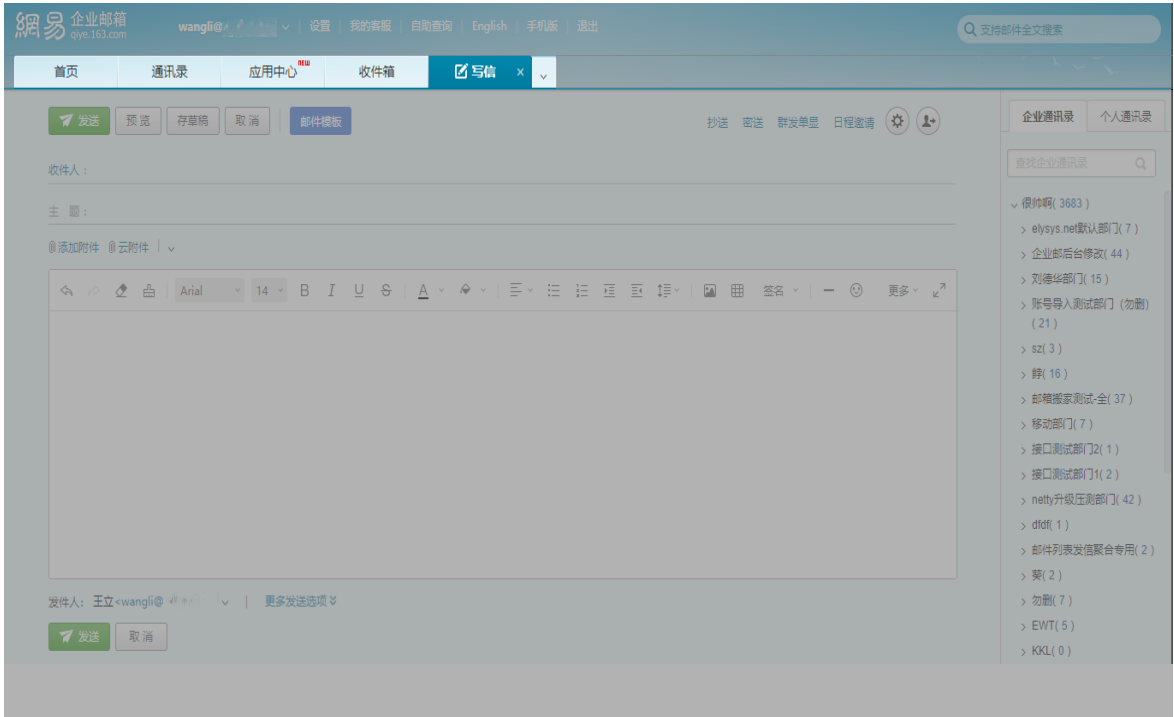 網易 企业邮箱
qiye.163.com
wangli@ 设置 我的客服 自助查询 English 手机版 退出
支持邮件全文搜索
首页 通讯录 应用中心 NEW 收件箱 写信 ×
发送 预览 存草稿 取消 邮件模板
抄送 密送 群发单显 日程邀请
企业通讯录 个人通讯录
收件人：
查找企业通讯录
主 题：
添加附件 云附件
Arial 14 B I U S A 签名 更多
很帅啊( 3683 )
elysys.net默认部门( 7 )
企业邮后台修改( 44 )
刘德华部门( 15 )
账号导入测试部门（勿删)
( 21 )
sz( 3 )
( 16 )
邮箱搬家测试-全( 37 )
移动部门( 7 )
接口测试部门2( 1 )
接口测试部门1( 2 )
netty升级压测部门( 42 )
dfdf( 1 )
邮件列表发信聚合专用( 2 )
葵( 2 )
勿删( 7 )
EWT( 5 )
KKL( 0 )
发件人：王立<wangli@ | 更多发送选项
发送 取消